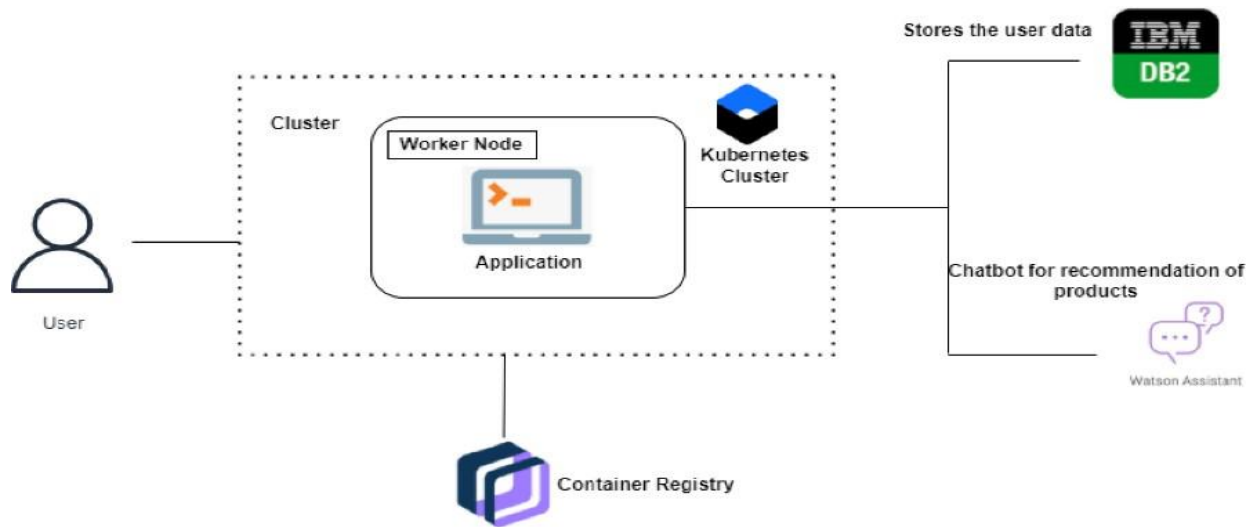 Stores the user data
IBM
DB2
Cluster
Worker Node
Kubernetes
Cluster
Application
User
Chatbot for recommendation of
products
?
Watson Assistant
Container Registry